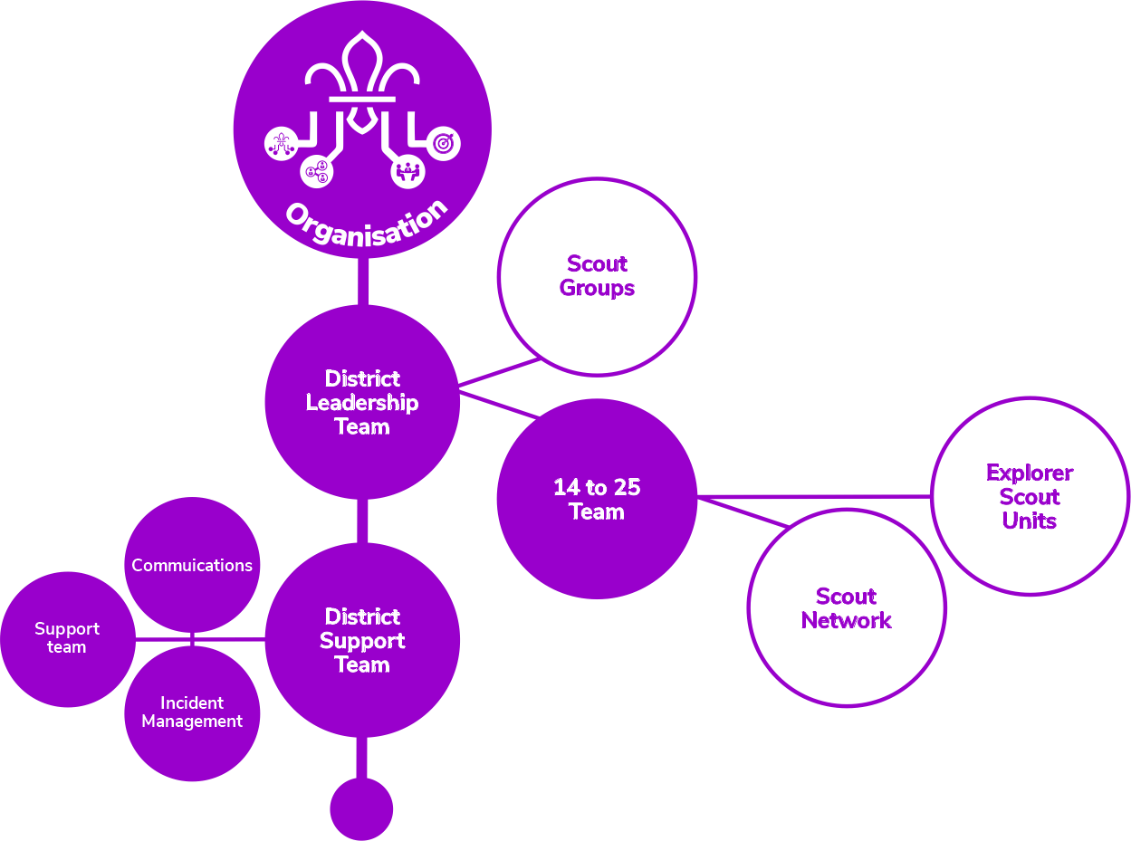 Organisation
Scout
Groups
District
Leadership
Team
14 to 25
Team
Explorer
Scout
Units
Scout
Network
Commuications
Support
team
Incident
Management
District
Support
Team